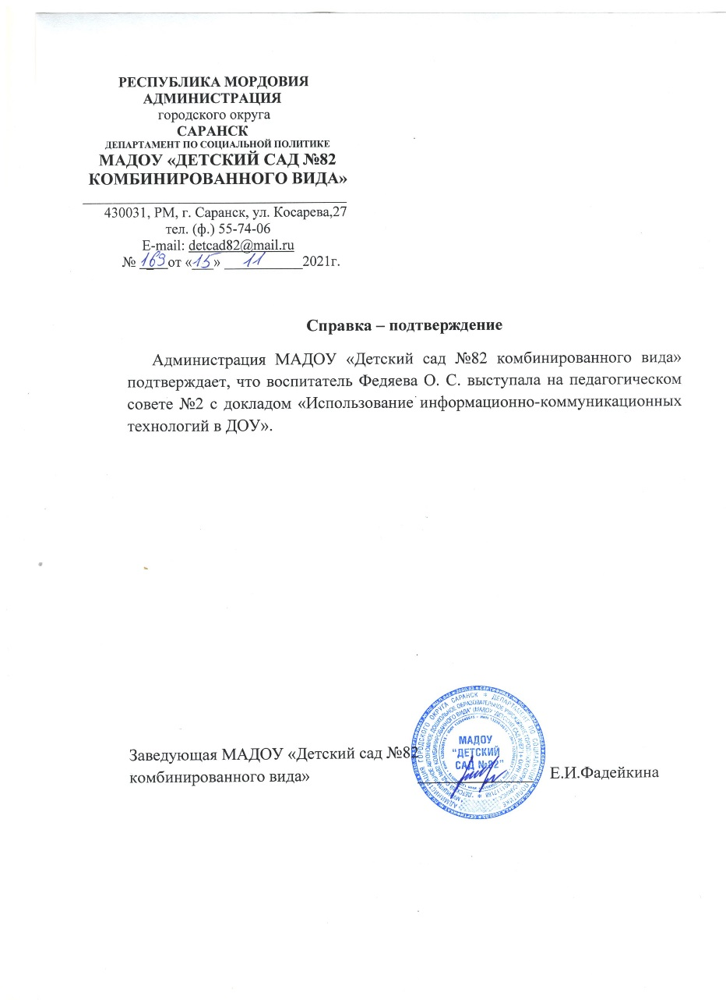 РЕСПУБЛИКА МОРДОВИЯ
АДМИНИСТРАЦИЯ
городского округа
САРАНСК
ДЕПАРТАМЕНТ ПО СОЦИАЛЬНОЙ ПОЛИТИКЕ
МАДОУ «ДЕТСКИЙ САД №82
КОМБИНИРОВАННОГО ВИДА»
430031, РМ, г. Саранск, ул. Косарева,27
тел. (ф.) 55-74-06
E-mail: detcad82@mail.ru
№ 169 от «15» 11 2021г.
Справка – подтверждение
Администрация МАДОУ «Детский сад №82 комбинированного вида»
подтверждает, что воспитатель Федяева О. С. выступала на педагогическом
совете №2 с докладом «Использование информационно-коммуникационных
технологий в ДОУ».
Заведующая МАДОУ «Детский сад №82
комбинированного вида» Е.И.Фадейкина
МАДОУ
"ДЕТСКИЙ
САД №82"